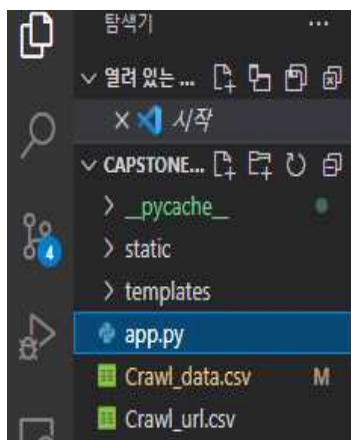 탐색기 ...
열려 있는 ...
시작
CAPSTONE...
__pycache__
static
templates
4
app.py
Crawl_data.csv M
Crawl_url.csv